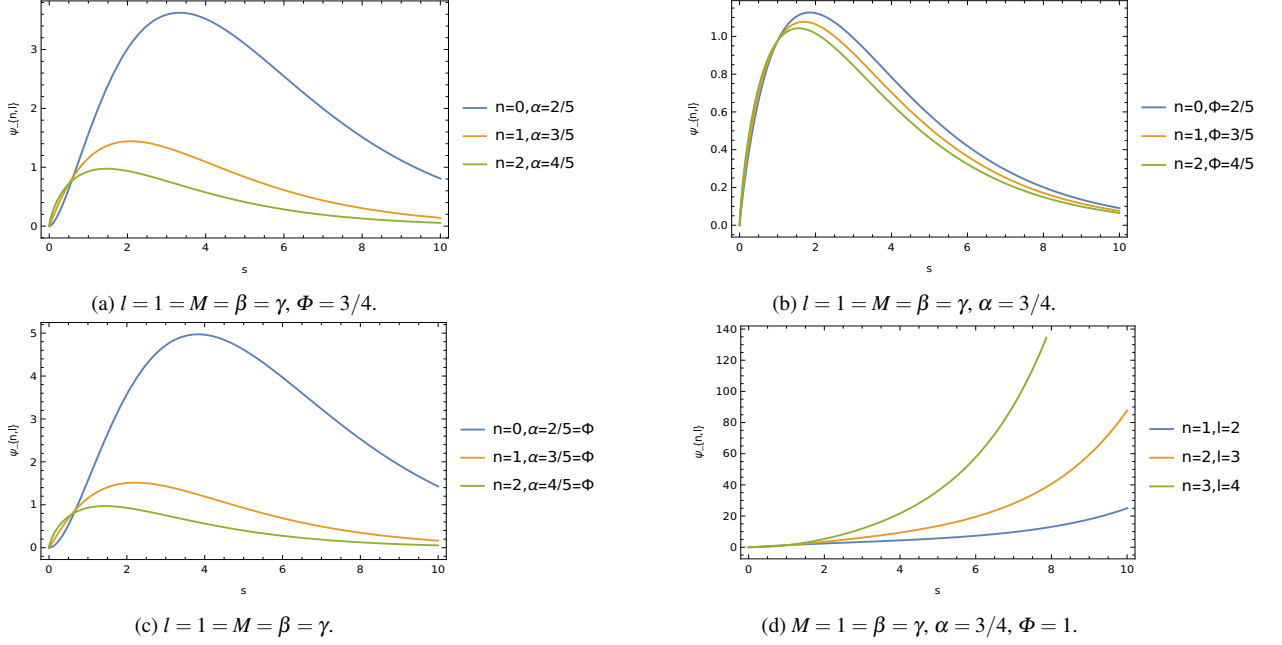 ψ_{n,l}
3
2
1
0
0 2 4 6 8 10
s
n=0,α=2/5
n=1,α=3/5
n=2,α=4/5
(a) l = 1 = M = β = γ, Φ = 3/4.
ψ_{n,l}
1.0
0.8
0.6
0.4
0.2
0.0
0 2 4 6 8 10
s
n=0,Φ=2/5
n=1,Φ=3/5
n=2,Φ=4/5
(b) l = 1 = M = β = γ, α = 3/4.
ψ_{n,l}
5
4
3
2
1
0
0 2 4 6 8 10
s
n=0,α=2/5=Φ
n=1,α=3/5=Φ
n=2,α=4/5=Φ
(c) l = 1 = M = β = γ.
ψ_{n,l}
140
120
100
80
60
40
20
0
0 2 4 6 8 10
s
n=1,l=2
n=2,l=3
n=3,l=4
(d) M = 1 = β = γ, α = 3/4, Φ = 1.